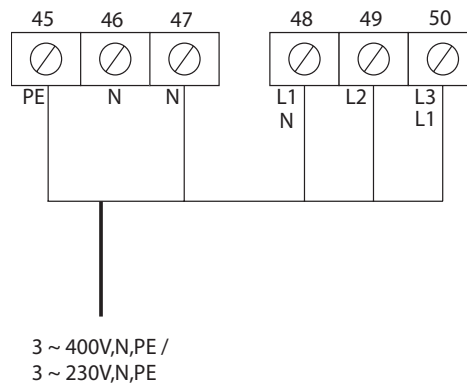 45 46 47 48 49 50
PE N N L1 L2 L3
N L1
3 ~ 400V,N,PE /
3 ~ 230V,N,PE